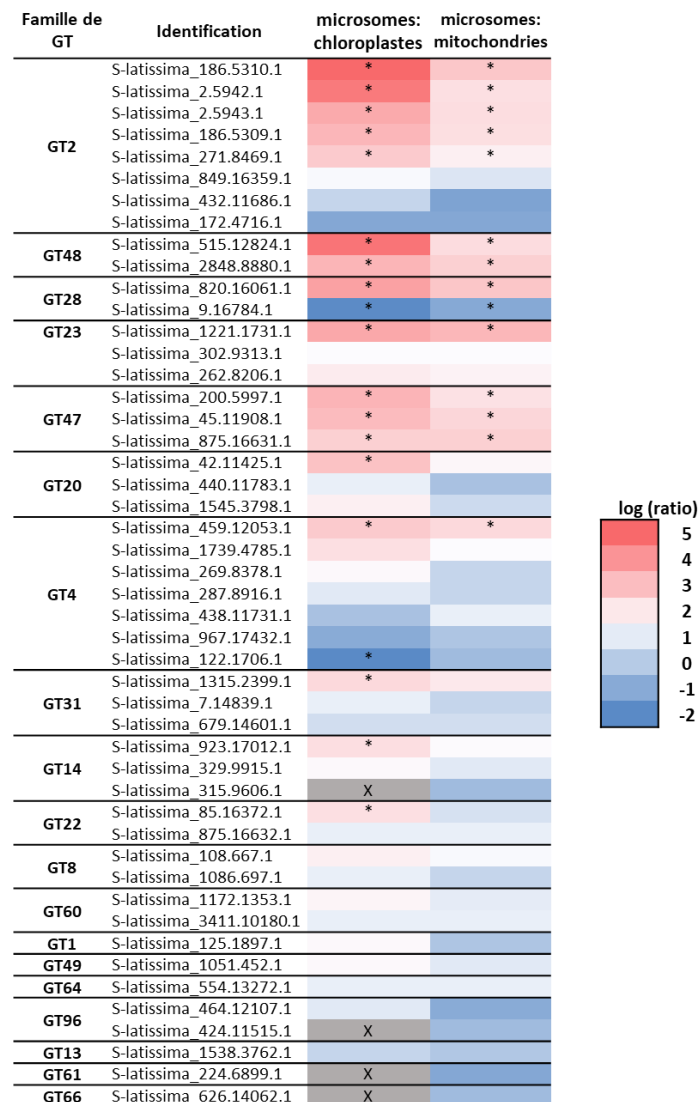 Famille de GT Identification microsomes: chloroplastes microsomes: mitochondries
GT2
S-latissima_186.5310.1 * *
S-latissima_2.5942.1 * *
S-latissima_2.5943.1 * *
S-latissima_186.5309.1 * *
S-latissima_271.8469.1 * *
S-latissima_849.16359.1
S-latissima_432.11686.1
S-latissima_172.4716.1
GT48
S-latissima_515.12824.1 * *
S-latissima_2848.8880.1 * *
GT28
S-latissima_820.16061.1 * *
S-latissima_9.16784.1 * *
GT23
S-latissima_1221.1731.1 * *
S-latissima_302.9313.1
S-latissima_262.8206.1
GT47
S-latissima_200.5997.1 * *
S-latissima_45.11908.1 * *
S-latissima_875.16631.1 * *
GT20
S-latissima_42.11425.1 *
S-latissima_440.11783.1
S-latissima_1545.3798.1
GT4
S-latissima_459.12053.1 * *
S-latissima_1739.4785.1
S-latissima_269.8378.1
S-latissima_287.8916.1
S-latissima_438.11731.1
S-latissima_967.17432.1
S-latissima_122.1706.1 *
GT31
S-latissima_1315.2399.1 *
S-latissima_7.14839.1
S-latissima_679.14601.1
GT14
S-latissima_923.17012.1 *
S-latissima_329.9915.1
S-latissima_315.9606.1 X
GT22
S-latissima_85.16372.1 *
S-latissima_875.16632.1
GT8
S-latissima_108.667.1
S-latissima_1086.697.1
GT60
S-latissima_1172.1353.1
S-latissima_3411.10180.1
GT1 S-latissima_125.1897.1
GT49 S-latissima_1051.452.1
GT64 S-latissima_554.13272.1
GT96
S-latissima_464.12107.1
S-latissima_424.11515.1 X
GT13 S-latissima_1538.3762.1
GT61 S-latissima_224.6899.1 X
GT66 S-latissima_626.14062.1 X
log (ratio)
5
4
3
2
1
0
-1
-2